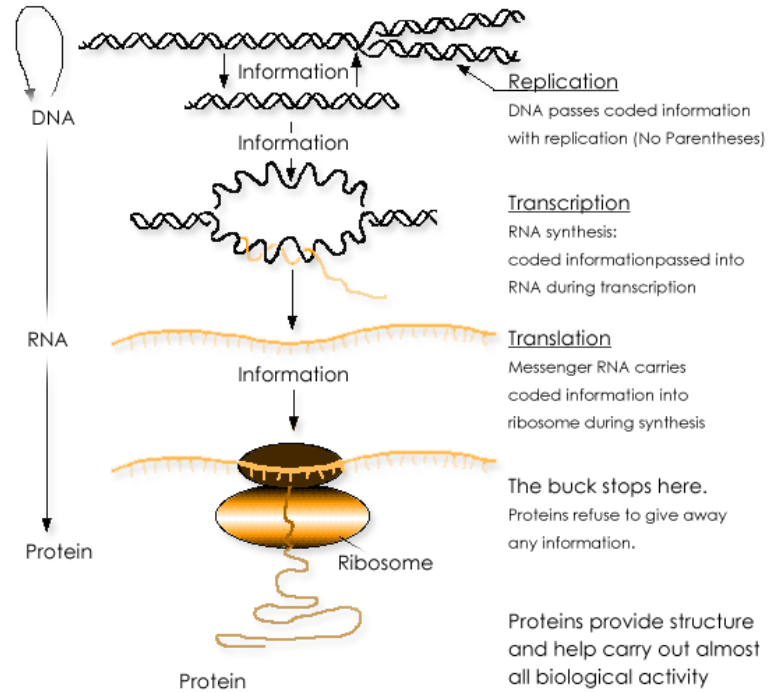 Information
Replication
DNA passes coded information
with replication (No Parentheses)
DNA
Information
Transcription
RNA synthesis:
coded informationpassed into
RNA during transcription
RNA
Translation
Messenger RNA carries
coded information into
ribosome during synthesis
Information
The buck stops here.
Proteins refuse to give away
any information.
Protein
Ribosome
Proteins provide structure
and help carry out almost
all biological activity
Protein